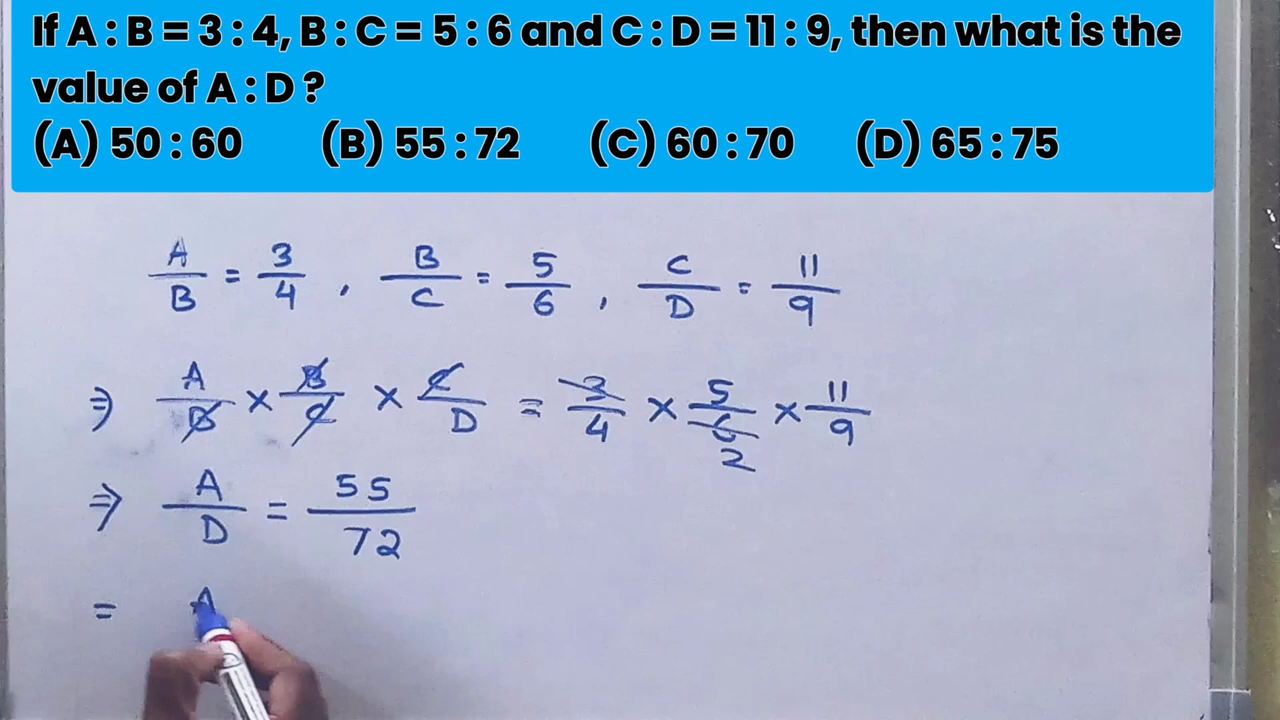 If A : B = 3 : 4, B : C = 5 : 6 and C : D = 11 : 9, then what is the
value of A : D ?
(A) 50 : 60 (B) 55 : 72 (C) 60 : 70 (D) 65 : 75
A/B = 3/4 , B/C = 5/6 , C/D = 11/9
⇒ A/B × B/C × C/D = 3/4 × 5/6 2 × 11/9
⇒ A/D = 55/72
= A